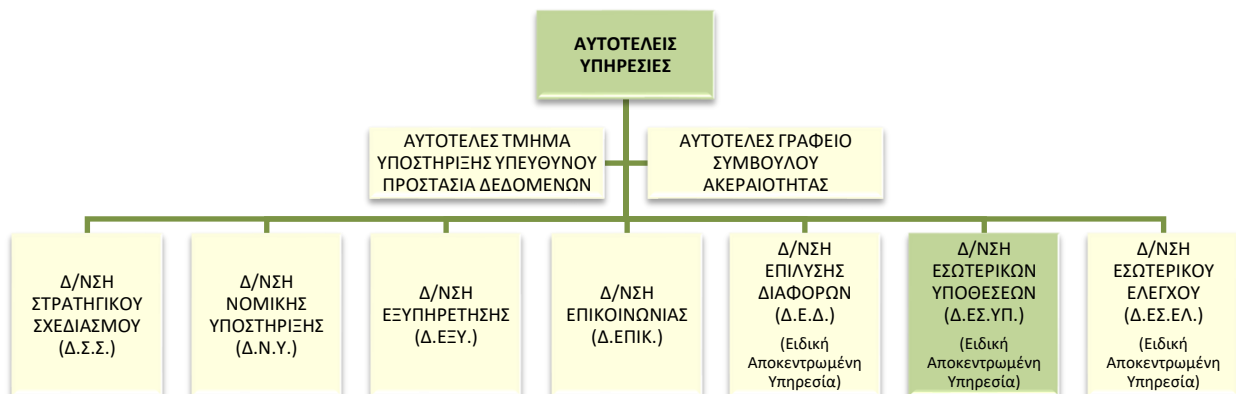 ΑΥΤΟΤΕΛΕΙΣ
ΥΠΗΡΕΣΙΕΣ
ΑΥΤΟΤΕΛΕΣ ΤΜΗΜΑ
ΥΠΟΣΤΗΡΙΞΗΣ ΥΠΕΥΘΥΝΟΥ
ΠΡΟΣΤΑΣΙΑ ΔΕΔΟΜΕΝΩΝ
ΑΥΤΟΤΕΛΕΣ ΓΡΑΦΕΙΟ
ΣΥΜΒΟΥΛΟΥ
ΑΚΕΡΑΙΟΤΗΤΑΣ
Δ/ΝΣΗ
ΣΤΡΑΤΗΓΙΚΟΥ
ΣΧΕΔΙΑΣΜΟΥ
(Δ.Σ.Σ.)
Δ/ΝΣΗ
ΝΟΜΙΚΗΣ
ΥΠΟΣΤΗΡΙΞΗΣ
(Δ.Ν.Υ.)
Δ/ΝΣΗ
ΕΞΥΠΗΡΕΤΗΣΗΣ
(Δ.ΕΞΥ.)
Δ/ΝΣΗ
ΕΠΙΚΟΙΝΩΝΙΑΣ
(Δ.ΕΠΙΚ.)
Δ/ΝΣΗ
ΕΠΙΛΥΣΗΣ
ΔΙΑΦΟΡΩΝ
(Δ.Ε.Δ.)
(Ειδική
Αποκεντρωμένη
Υπηρεσία)
Δ/ΝΣΗ
ΕΣΩΤΕΡΙΚΩΝ
ΥΠΟΘΕΣΕΩΝ
(Δ.ΕΣ.ΥΠ.)
(Ειδική
Αποκεντρωμένη
Υπηρεσία)
Δ/ΝΣΗ
ΕΣΩΤΕΡΙΚΟΥ
ΕΛΕΓΧΟΥ
(Δ.ΕΣ.ΕΛ.)
(Ειδική
Αποκεντρωμένη
Υπηρεσία)